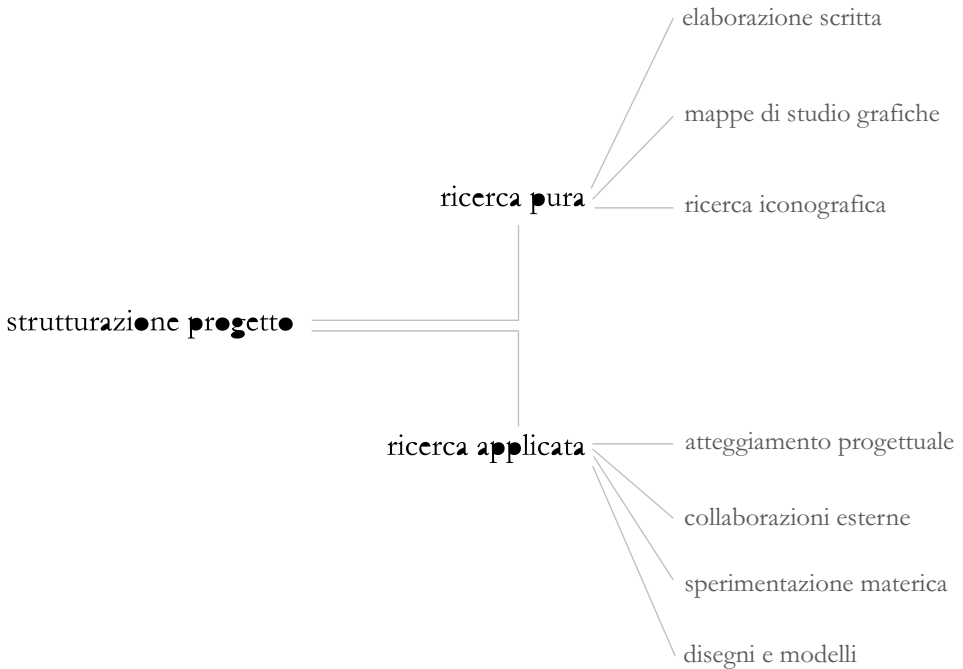 elaborazione scritta
mappe di studio grafiche
ricerca pura
ricerca iconografica
strutturazione progetto
ricerca applicata
atteggiamento progettuale
collaborazioni esterne
sperimentazione materica
disegni e modelli